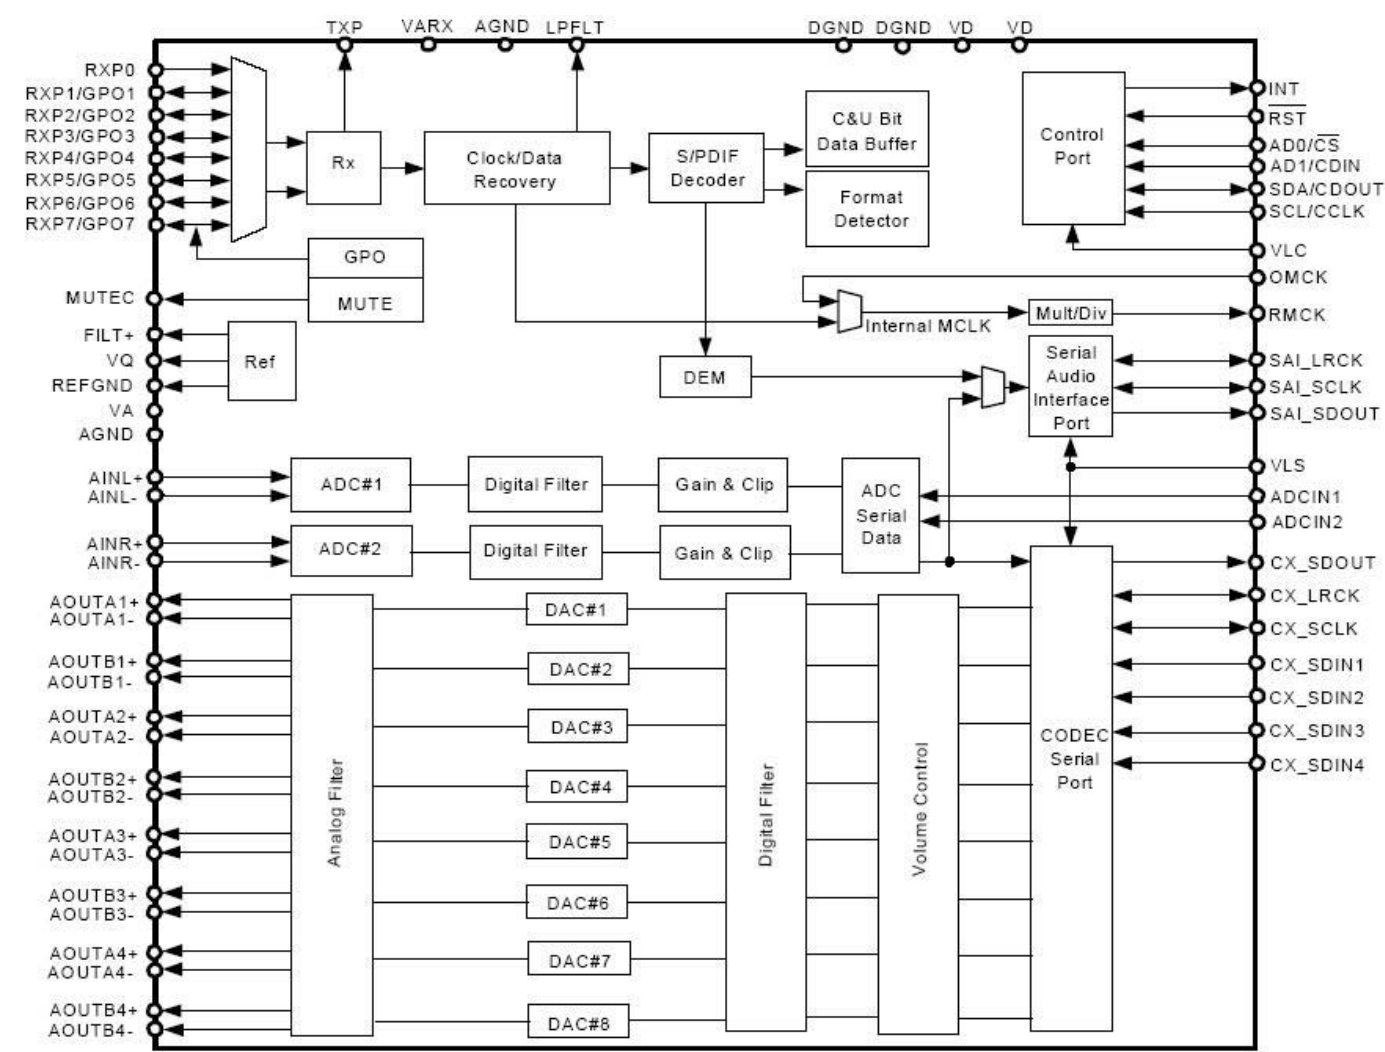 TXP VARX AGND LPFLT DGND DGND VD VD
RXP0
RXP1/GPO1
RXP2/GPO2
RXP3/GPO3
RXP4/GPO4
RXP5/GPO5
RXP6/GPO6
RXP7/GPO7
MUTEC
FILT+
VQ
REFGND
VA
AGND
AINL+
AINL-
AINR+
AINR-
AOUTA1+
AOUTA1-
AOUTB1+
AOUTB1-
AOUTA2+
AOUTA2-
AOUTB2+
AOUTB2-
AOUTA3+
AOUTA3-
AOUTB3+
AOUTB3-
AOUTA4+
AOUTA4-
AOUTB4+
AOUTB4-
Rx
Clock/Data
Recovery
S/PDIF
Decoder
C&U Bit
Data Buffer
Format
Detector
Control
Port
GPO
MUTE
Ref
Internal MCLK
Mult/Div
DEM
Serial
Audio
Interface
Port
ADC#1
Digital Filter
Gain & Clip
ADC
Serial
Data
ADC#2
Digital Filter
Gain & Clip
Analog Filter
DAC#1
DAC#2
DAC#3
DAC#4
DAC#5
DAC#6
DAC#7
DAC#8
Digital Filter
Volume Control
CODEC
Serial
Port
INT
RST
AD0/CS
AD1/CDIN
SDA/CDOUT
SCL/CCLK
VLC
OMCK
RMCK
SAI_LRCK
SAI_SCLK
SAI_SDOUT
VLS
ADCIN1
ADCIN2
CX_SDOUT
CX_LRCK
CX_SCLK
CX_SDIN1
CX_SDIN2
CX_SDIN3
CX_SDIN4